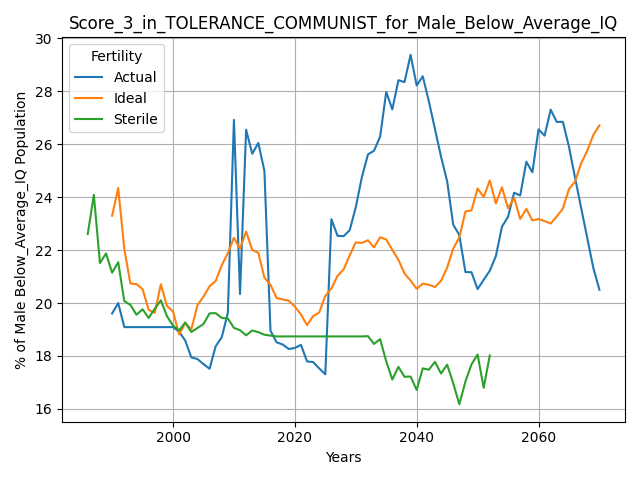 Score_3_in_TOLERANCE_COMMUNIST_for_Male_Below_Average_IQ
Fertility
Actual
Ideal
Sterile
% of Male Below_Average_IQ Population
30
28
26
24
22
20
18
16
2000
2020
2040
2060
Years